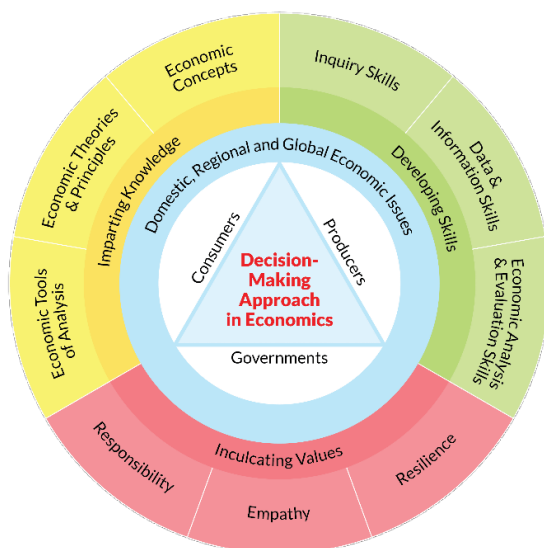 Economic
Concepts
Inquiry Skills
Economic Theories
& Principles
Imparting Knowledge
Developing Skills
Data &
Information Skills
Domestic, Regional and Global Economic Issues
Consumers
Producers
Decision-
Making
Approach
in Economics
Governments
Economic Tools
of Analysis
Economic Analysis
& Evaluation Skills
Inculcating Values
Responsibility
Empathy
Resilience